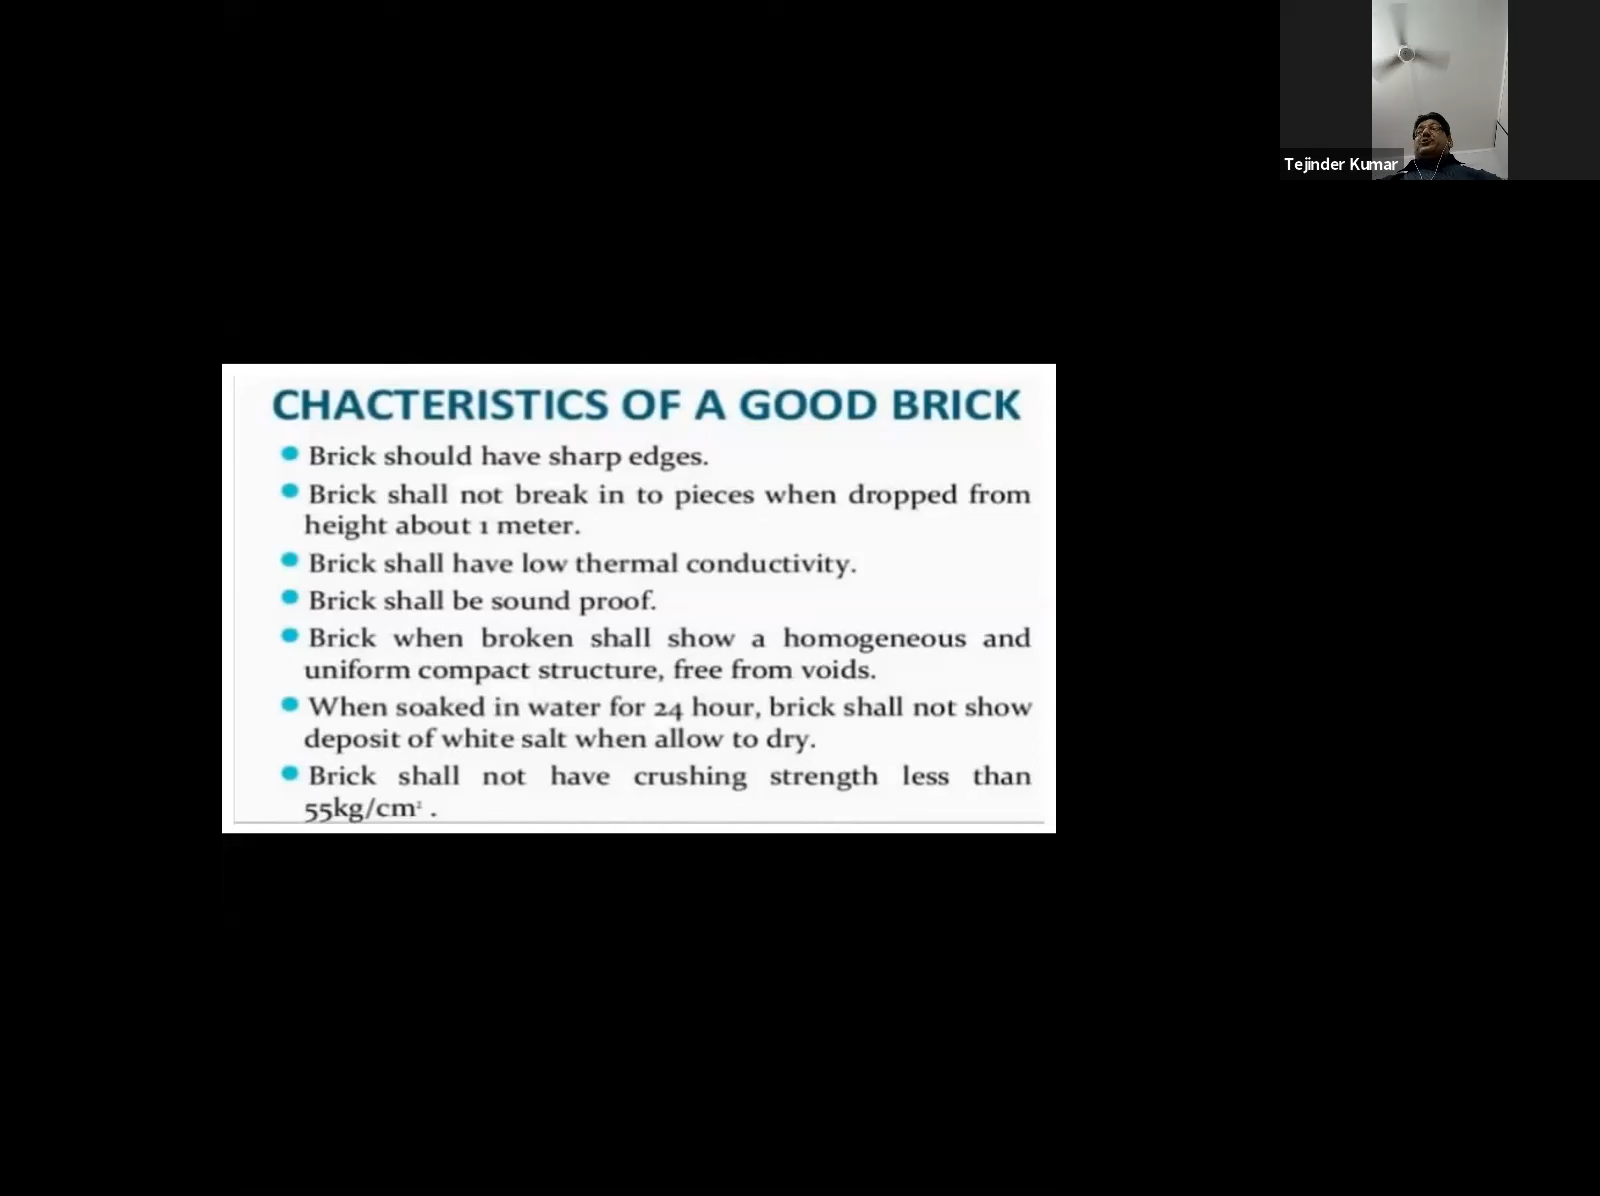 Tejinder Kumar
CHACTERISTICS OF A GOOD BRICK
Brick should have sharp edges.
Brick shall not break in to pieces when dropped from
height about 1 meter.
Brick shall have low thermal conductivity.
Brick shall be sound proof.
Brick when broken shall show a homogeneous and
uniform compact structure, free from voids.
When soaked in water for 24 hour, brick shall not show
deposit of white salt when allow to dry.
Brick shall not have crushing strength less than
55kg/cm² .